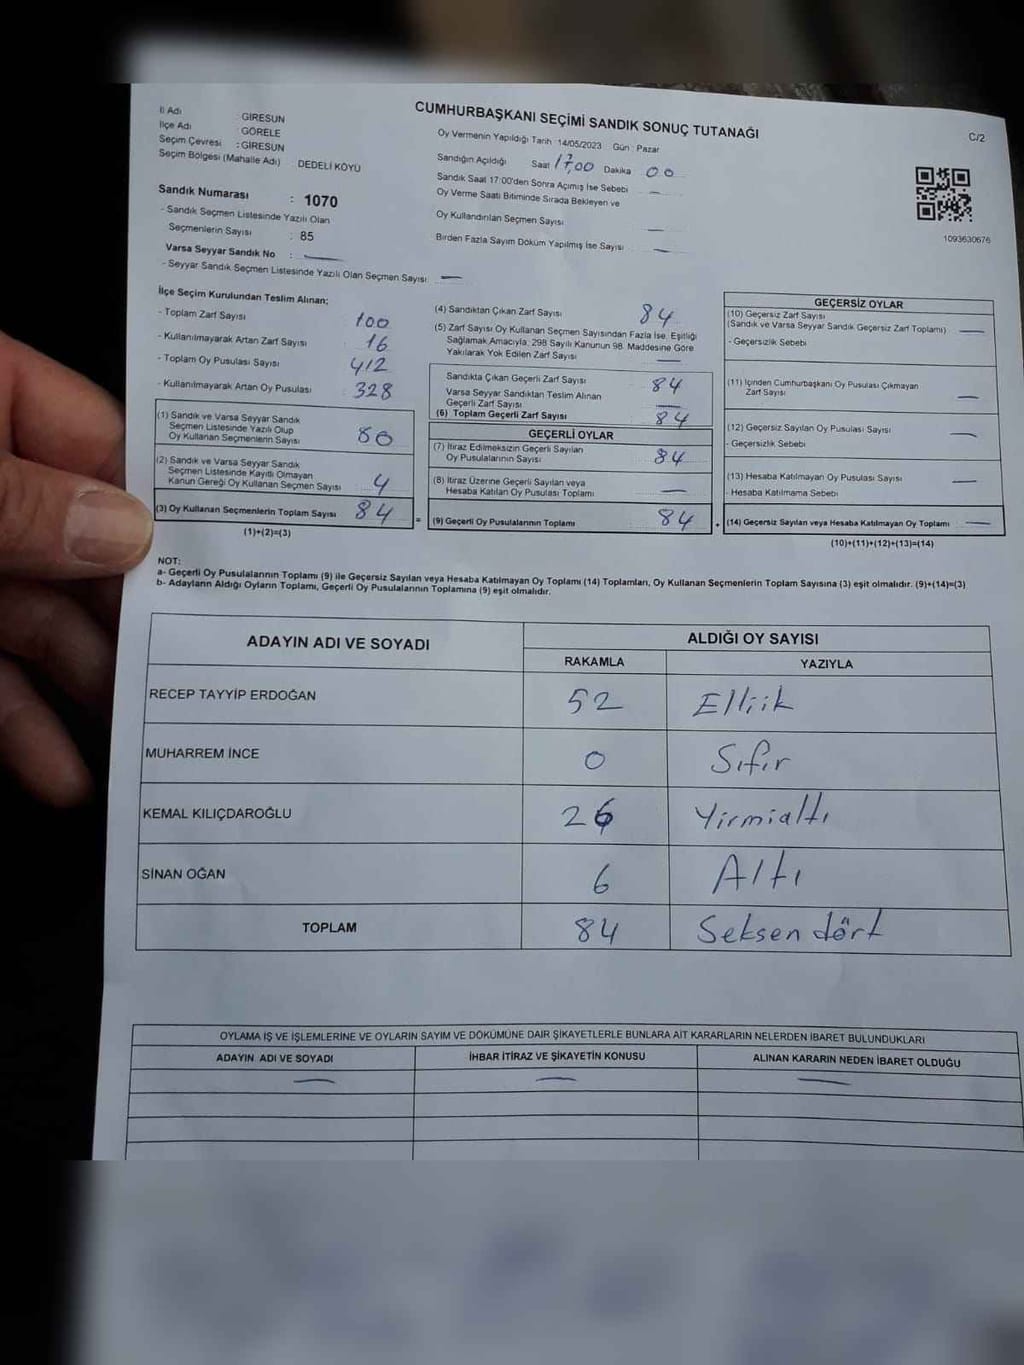 CUMHURBAŞKANI SEÇİMİ SANDIK SONUÇ TUTANAĞI
C/2
İl Adı : GİRESUN
İlçe Adı : GÖRELE
Seçim Çevresi : GİRESUN
Seçim Bölgesi (Mahalle Adı) DEDELİ KÖYÜ
Sandık Numarası : 1070
- Sandık Seçmen Listesinde Yazılı Olan
Seçmenlerin Sayısı : 85
Varsa Seyyar Sandık No : —
- Seyyar Sandık Seçmen Listesinde Yazılı Olan Seçmen Sayısı —
Oy Vermenin Yapıldığı Tarih 14/05/2023 Gün : Pazar
Sandığın Açıldığı Saat 17,00 Dakika 00
Sandık Saat 17:00'den Sonra Açımış İse Sebebi —
Oy Verme Saati Bitiminde Sırada Bekleyen ve
Oy Kullandırılan Seçmen Sayısı —
Birden Fazla Sayım Döküm Yapılmış İse Sayısı —
1093630676
İlçe Seçim Kurulundan Teslim Alınan;
- Toplam Zarf Sayısı 100
- Kullanılmayarak Artan Zarf Sayısı 16
- Toplam Oy Pusulası Sayısı 412
- Kullanılmayarak Artan Oy Pusulası 328
(1) Sandık ve Varsa Seyyar Sandık
Seçmen Listesinde Yazılı Olup
Oy Kullanan Seçmenlerin Sayısı 80
(2) Sandık ve Varsa Seyyar Sandık
Seçmen Listesinde Kayıtlı Olmayan
Kanun Gereği Oy Kullanan Seçmen Sayısı 4
(3) Oy Kullanan Seçmenlerin Toplam Sayısı 84
(1)+(2)=(3)
(4) Sandıktan Çıkan Zarf Sayısı 84
(5) Zarf Sayısı Oy Kullanan Seçmen Sayısından Fazla İse, Eşitliği
Sağlamak Amacıyla, 298 Sayılı Kanunun 98. Maddesine Göre
Yakılarak Yok Edilen Zarf Sayısı —
Sandıkta Çıkan Geçerli Zarf Sayısı 84
Varsa Seyyar Sandıktan Teslim Alınan
Geçerli Zarf Sayısı —
(6) Toplam Geçerli Zarf Sayısı 84
GEÇERLİ OYLAR
(7) İtiraz Edilmeksizin Geçerli Sayılan
Oy Pusulalarının Sayısı 84
(8) İtiraz Üzerine Geçerli Sayılan veya
Hesaba Katılan Oy Pusulası Toplamı —
= (9) Geçerli Oy Pusulalarının Toplamı 84
GEÇERSİZ OYLAR
(10) Geçersiz Zarf Sayısı
(Sandık ve Varsa Seyyar Sandık Geçersiz Zarf Toplamı) —
- Geçersizlik Sebebi
(11) İçinden Cumhurbaşkanı Oy Pusulası Çıkmayan
Zarf Sayısı —
(12) Geçersiz Sayılan Oy Pusulası Sayısı —
- Geçersizlik Sebebi
(13) Hesaba Katılmayan Oy Pusulası Sayısı —
- Hesaba Katılmama Sebebi
+ (14) Geçersiz Sayılan veya Hesaba Katılmayan Oy Toplamı —
(10)+(11)+(12)+(13)=(14)
NOT:
a- Geçerli Oy Pusulalarının Toplamı (9) ile Geçersiz Sayılan veya Hesaba Katılmayan Oy Toplamı (14) Toplamları, Oy Kullanan Seçmenlerin Toplam Sayısına (3) eşit olmalıdır. (9)+(14)=(3)
b- Adayların Aldığı Oyların Toplamı, Geçerli Oy Pusulalarının Toplamına (9) eşit olmalıdır.
ADAYIN ADI VE SOYADI ALDIĞI OY SAYISI
RAKAMLA YAZIYLA
RECEP TAYYİP ERDOĞAN 52 Elliik
MUHARREM İNCE 0 Sıfır
KEMAL KILIÇDAROĞLU 26 Yirmialtı
SİNAN OĞAN 6 Altı
TOPLAM 84 Seksen dört
OYLAMA İŞ VE İŞLEMLERİNE VE OYLARIN SAYIM VE DÖKÜMÜNE DAİR ŞİKAYETLERLE BUNLARA AİT KARARLARIN NELERDEN İBARET BULUNDUKLARI
ADAYIN ADI VE SOYADI İHBAR İTİRAZ VE ŞİKAYETİN KONUSU ALINAN KARARIN NEDEN İBARET OLDUĞU
— — —